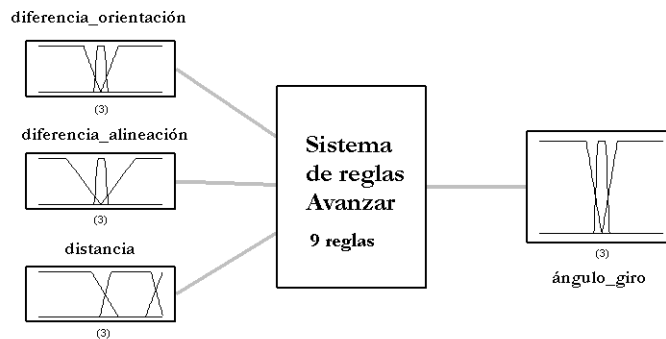 diferencia_orientación
(3)
diferencia_alineación
(3)
distancia
(3)
Sistema
de reglas
Avanzar
9 reglas
(3)
ángulo_giro